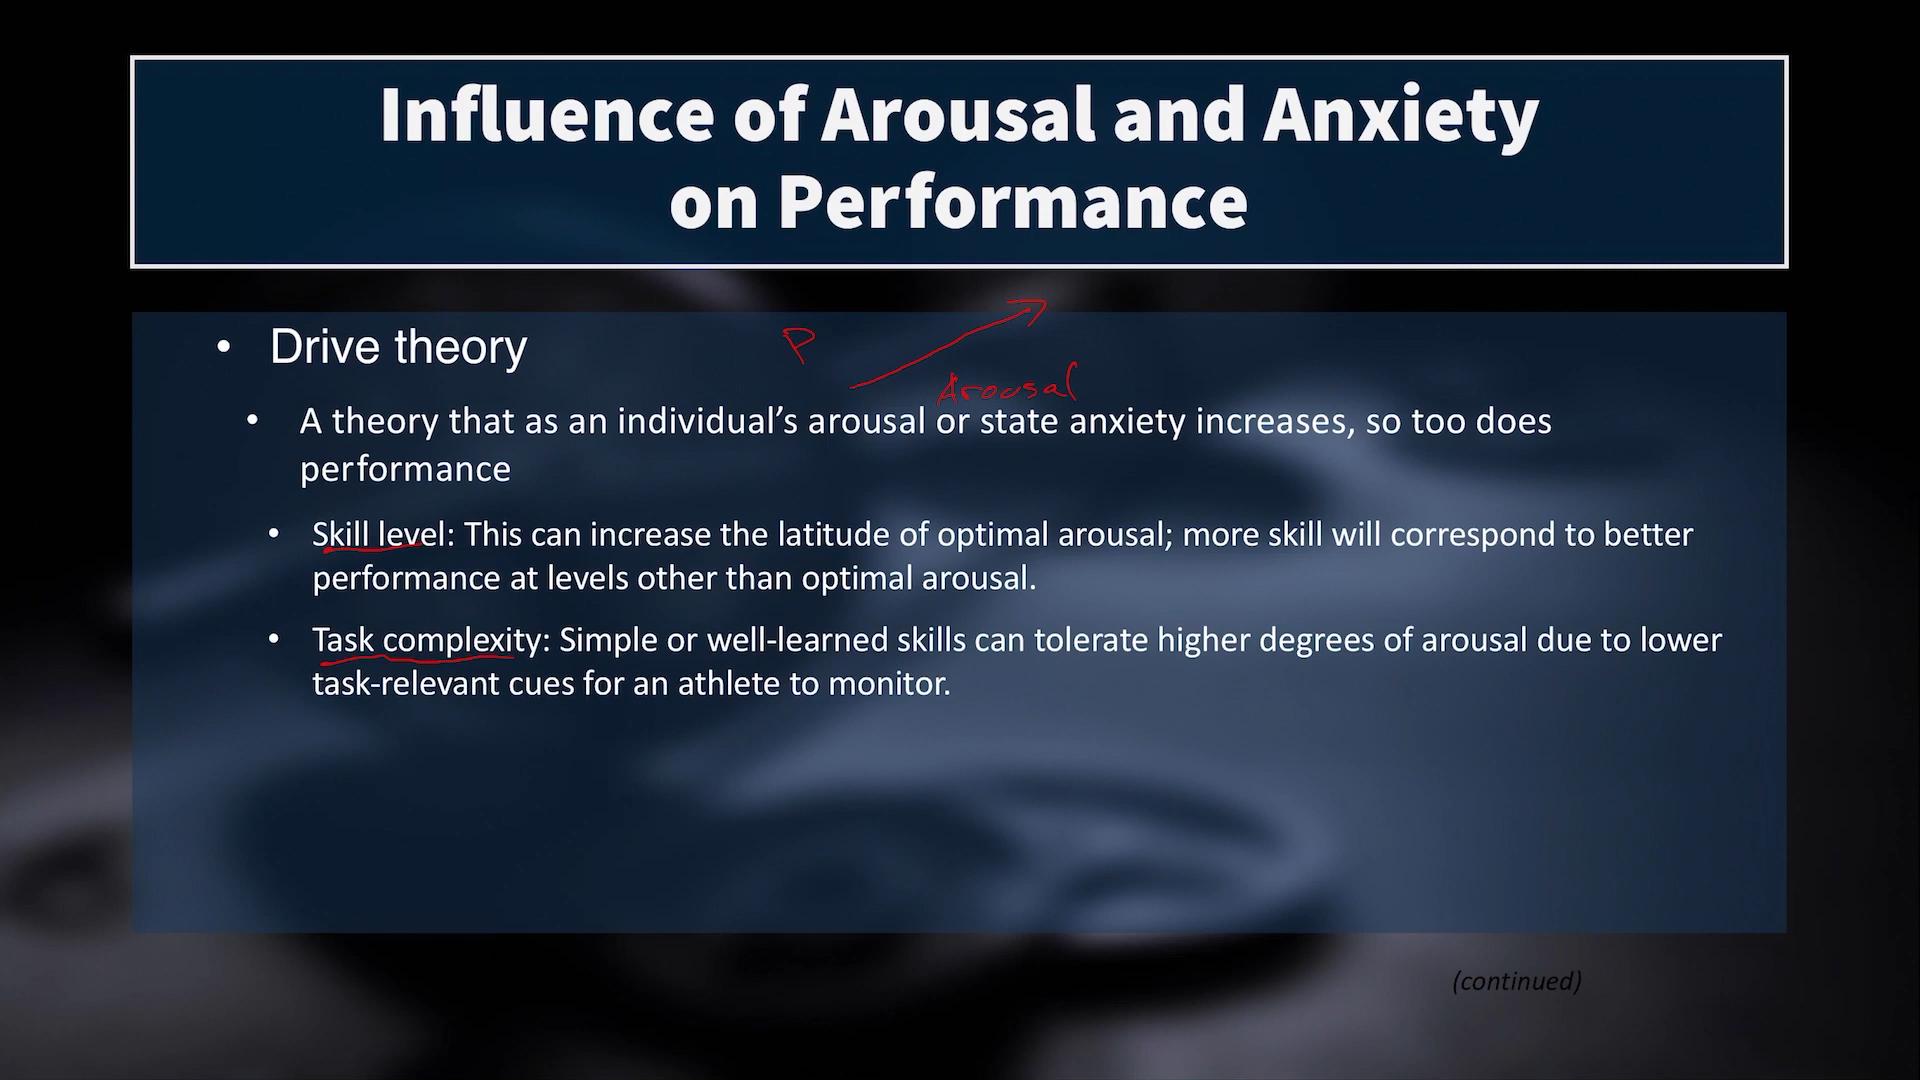 Influence of Arousal and Anxiety
on Performance
• Drive theory
P
Arousal
• A theory that as an individual’s arousal or state anxiety increases, so too does
performance
• Skill level: This can increase the latitude of optimal arousal; more skill will correspond to better
performance at levels other than optimal arousal.
• Task complexity: Simple or well-learned skills can tolerate higher degrees of arousal due to lower
task-relevant cues for an athlete to monitor.
(continued)